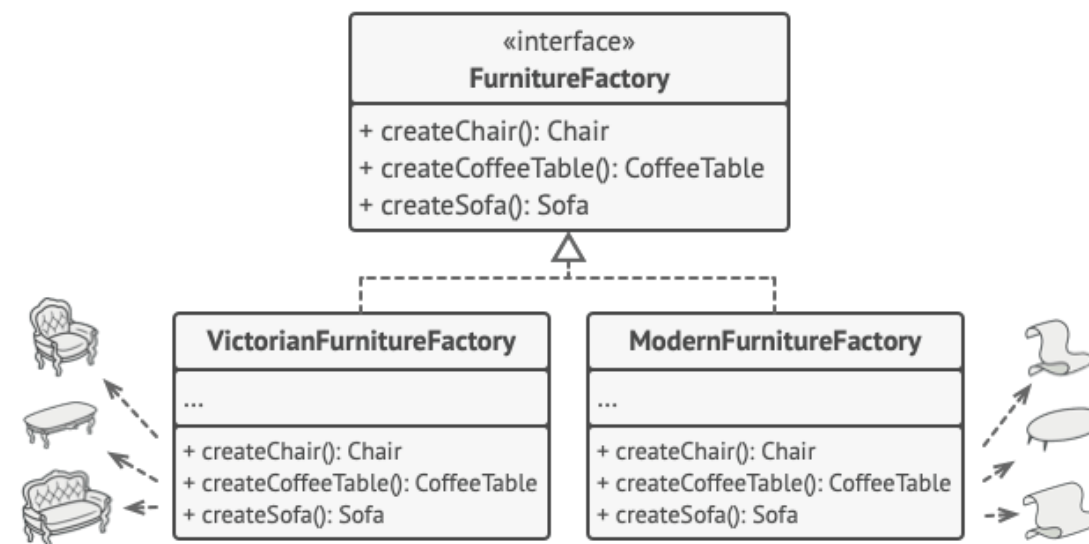 «interface»
FurnitureFactory
+ createChair(): Chair
+ createCoffeeTable(): CoffeeTable
+ createSofa(): Sofa
VictorianFurnitureFactory
...
+ createChair(): Chair
+ createCoffeeTable(): CoffeeTable
+ createSofa(): Sofa
ModernFurnitureFactory
...
+ createChair(): Chair
+ createCoffeeTable(): CoffeeTable
+ createSofa(): Sofa